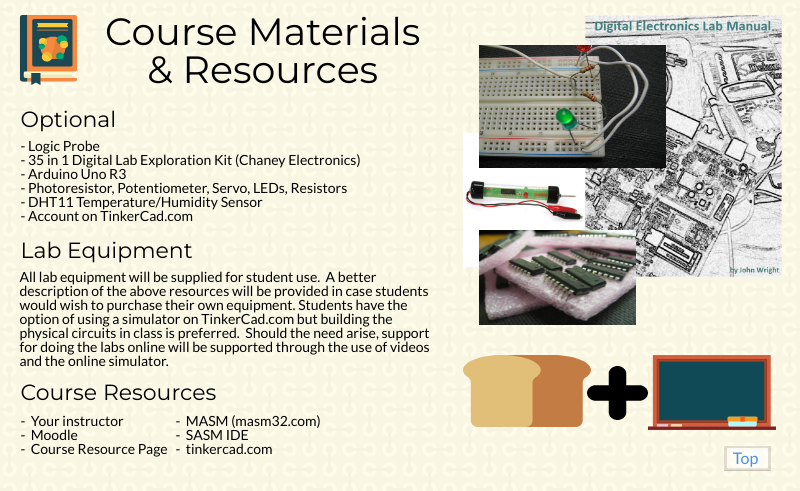 Course Materials
& Resources
Optional
- Logic Probe
- 35 in 1 Digital Lab Exploration Kit (Chaney Electronics)
- Arduino Uno R3
- Photoresistor, Potentiometer, Servo, LEDs, Resistors
- DHT11 Temperature/Humidity Sensor
- Account on TinkerCad.com
Lab Equipment
All lab equipment will be supplied for student use.  A better
description of the above resources will be provided in case students
would wish to purchase their own equipment. Students have the
option of using a simulator on TinkerCad.com but building the
physical circuits in class is preferred.  Should the need arise, support
for doing the labs online will be supported through the use of videos
and the online simulator.
Course Resources
- Your instructor
- Moodle
- Course Resource Page
- MASM (masm32.com)
- SASM IDE
- tinkercad.com
Digital Electronics Lab Manual
by John Wright
Top